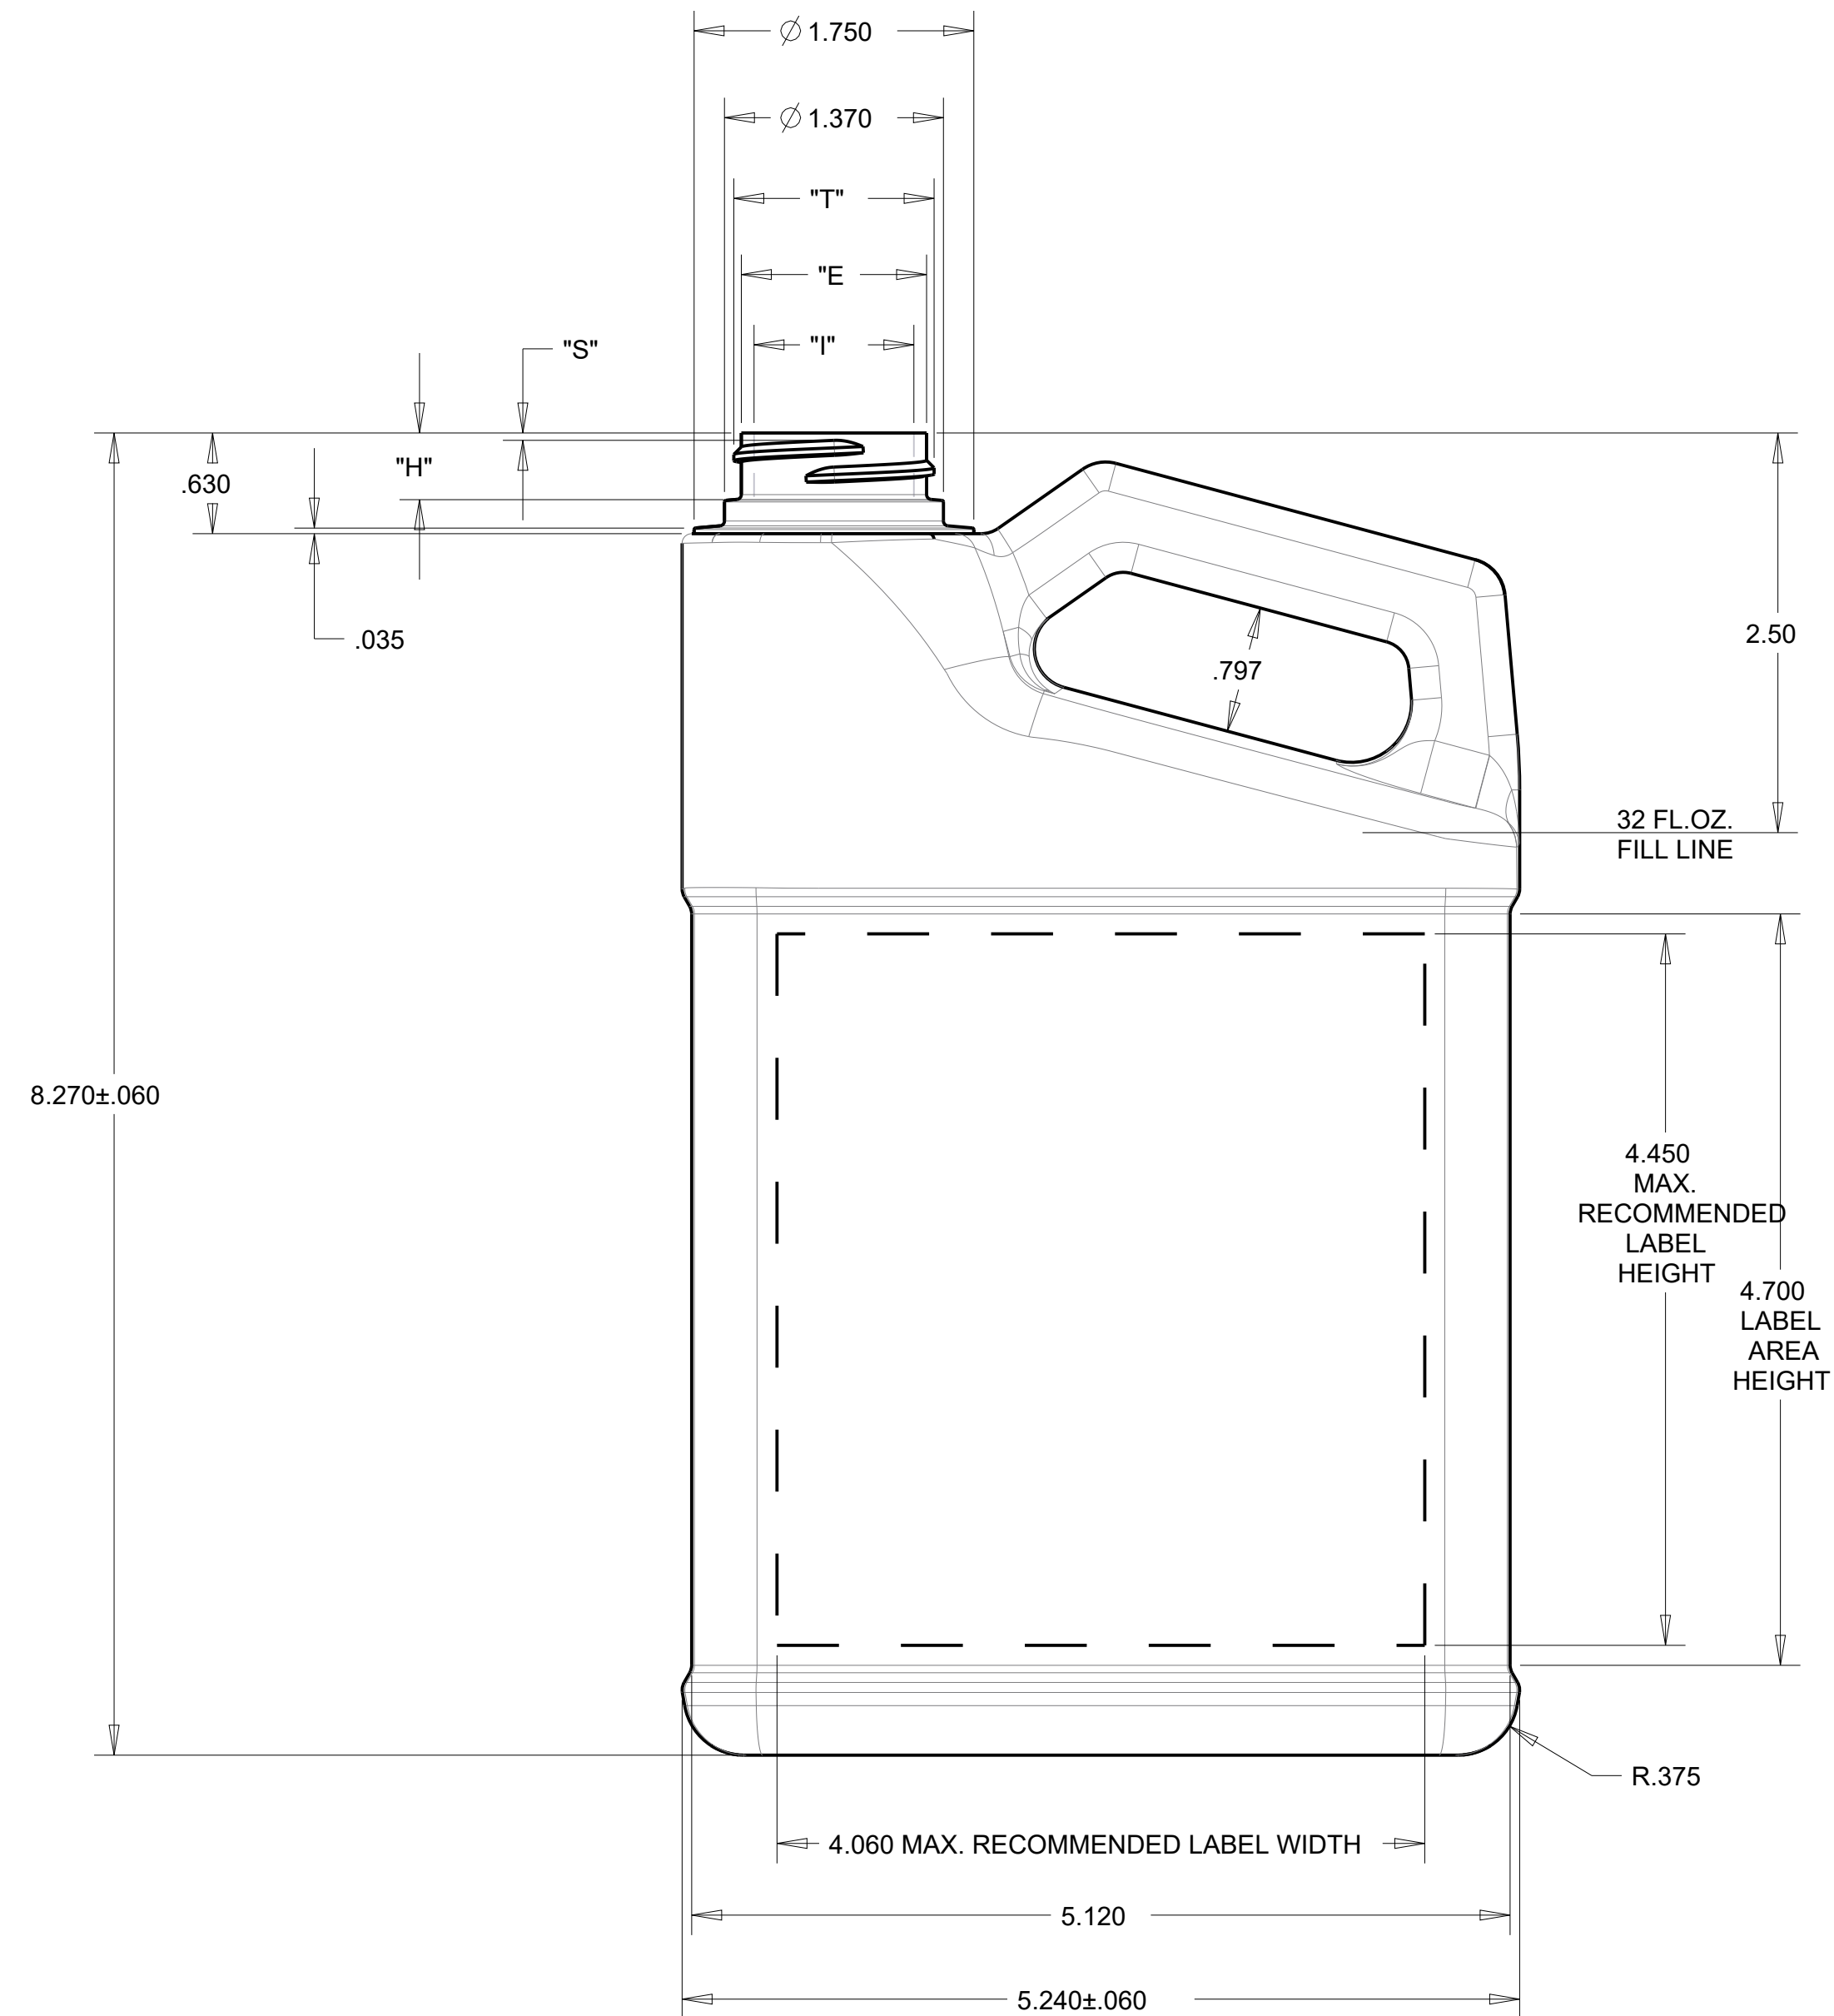 ⌀ 1.750
⌀ 1.370
"T"
"E
"I"
"S"
"H"
.630
.035
.797
2.50
32 FL.OZ.
FILL LINE
8.270±.060
4.450
MAX.
RECOMMENDED
LABEL
HEIGHT
4.700
LABEL
AREA
HEIGHT
R.375
4.060 MAX. RECOMMENDED LABEL WIDTH
5.120
5.240±.060